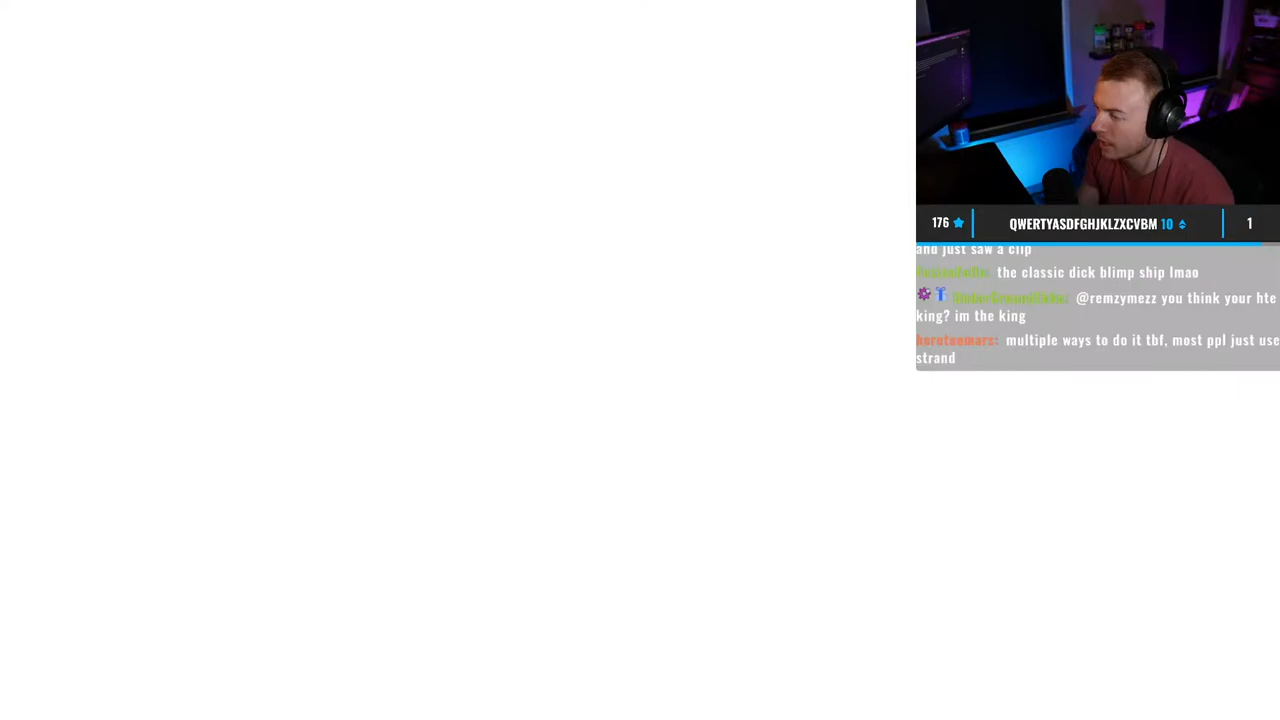 176 QWERTYASDFGHJKLZXCVBM 10 1
and just saw a clip
the classic dick blimp ship lmao
@remzymezz you think your hte
king? im the king
multiple ways to do it tbf, most ppl just use
strand